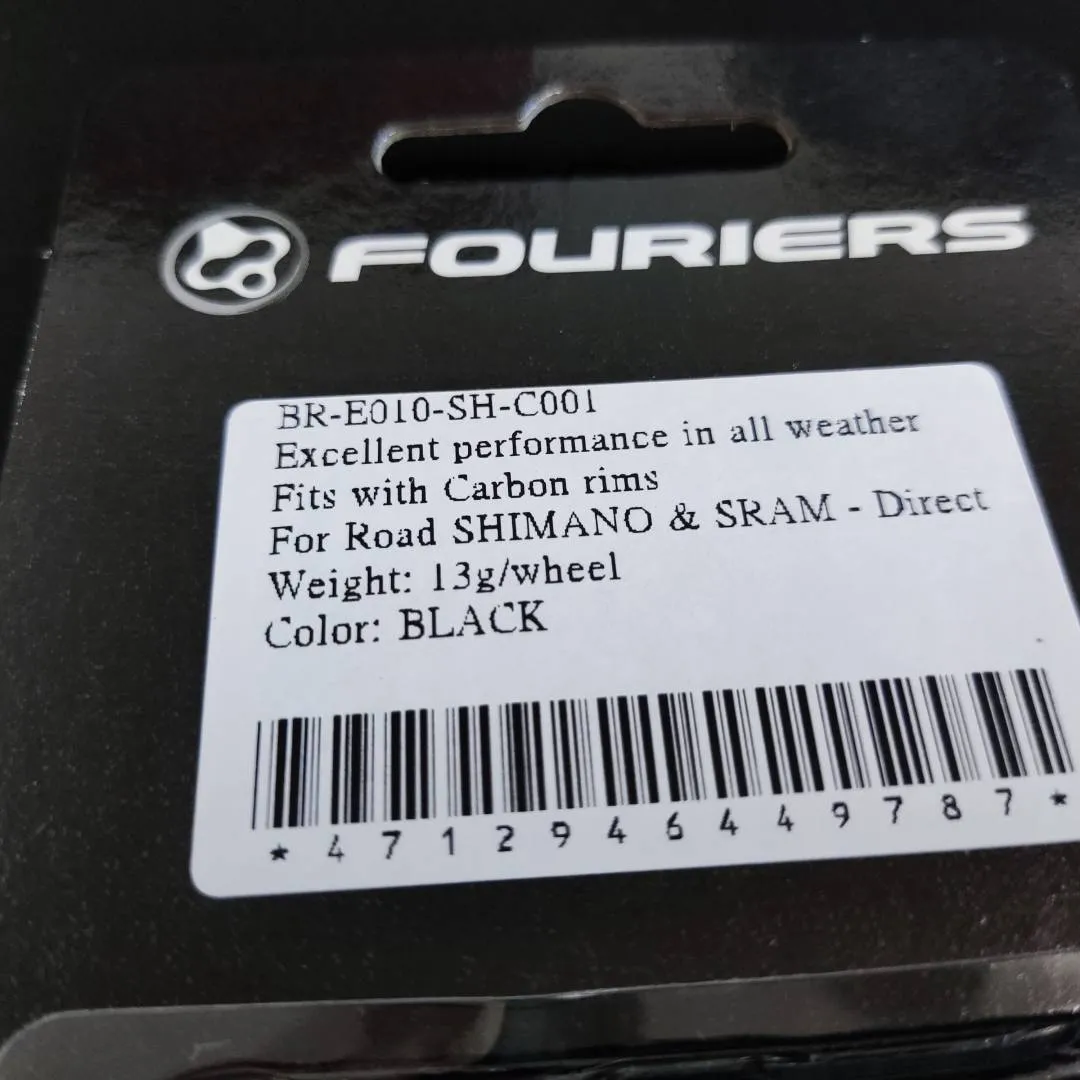 FOURIERS
BR-E010-SH-C001
Excellent performance in all weather
Fits with Carbon rims
For Road SHIMANO & SRAM - Direct
Weight: 13g/wheel
Color: BLACK
* 4 7 1 2 9 4 6 4 4 9 7 8 7 *